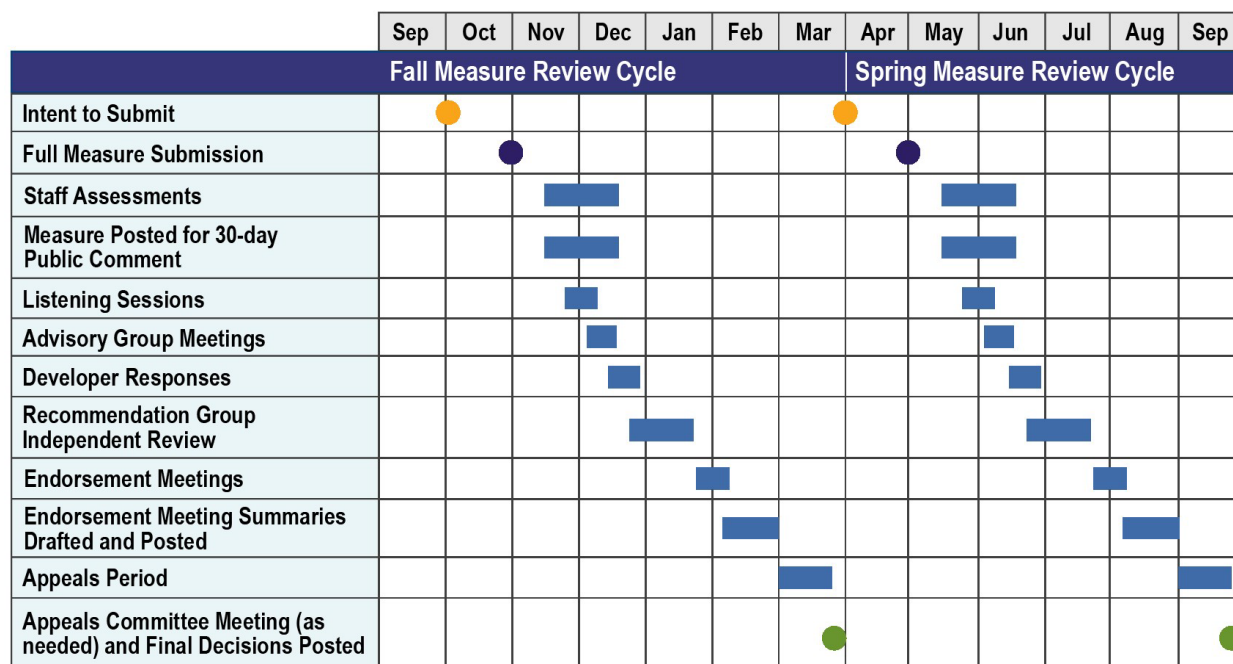 Sep Oct Nov Dec Jan Feb Mar Apr May Jun Jul Aug Sep
Fall Measure Review Cycle Spring Measure Review Cycle
Intent to Submit
Full Measure Submission
Staff Assessments
Measure Posted for 30-day
Public Comment
Listening Sessions
Advisory Group Meetings
Developer Responses
Recommendation Group
Independent Review
Endorsement Meetings
Endorsement Meeting Summaries
Drafted and Posted
Appeals Period
Appeals Committee Meeting (as
needed) and Final Decisions Posted